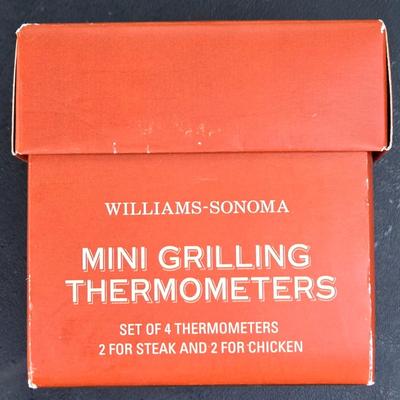 WILLIAMS-SONOMA
MINI GRILLING
THERMOMETERS
SET OF 4 THERMOMETERS
2 FOR STEAK AND 2 FOR CHICKEN